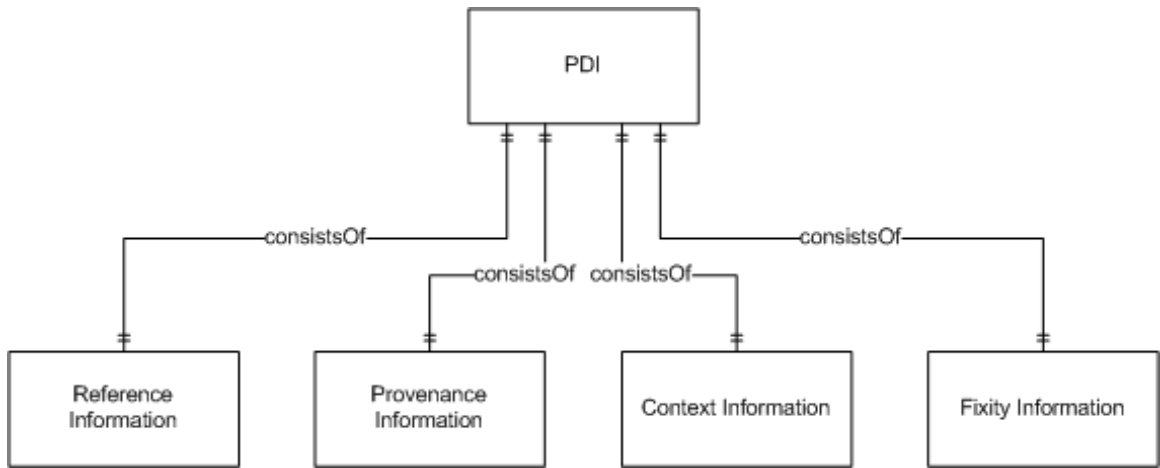 PDI
consistsOf
consistsOf
consistsOf
consistsOf
Reference
Information
Provenance
Information
Context Information
Fixity Information